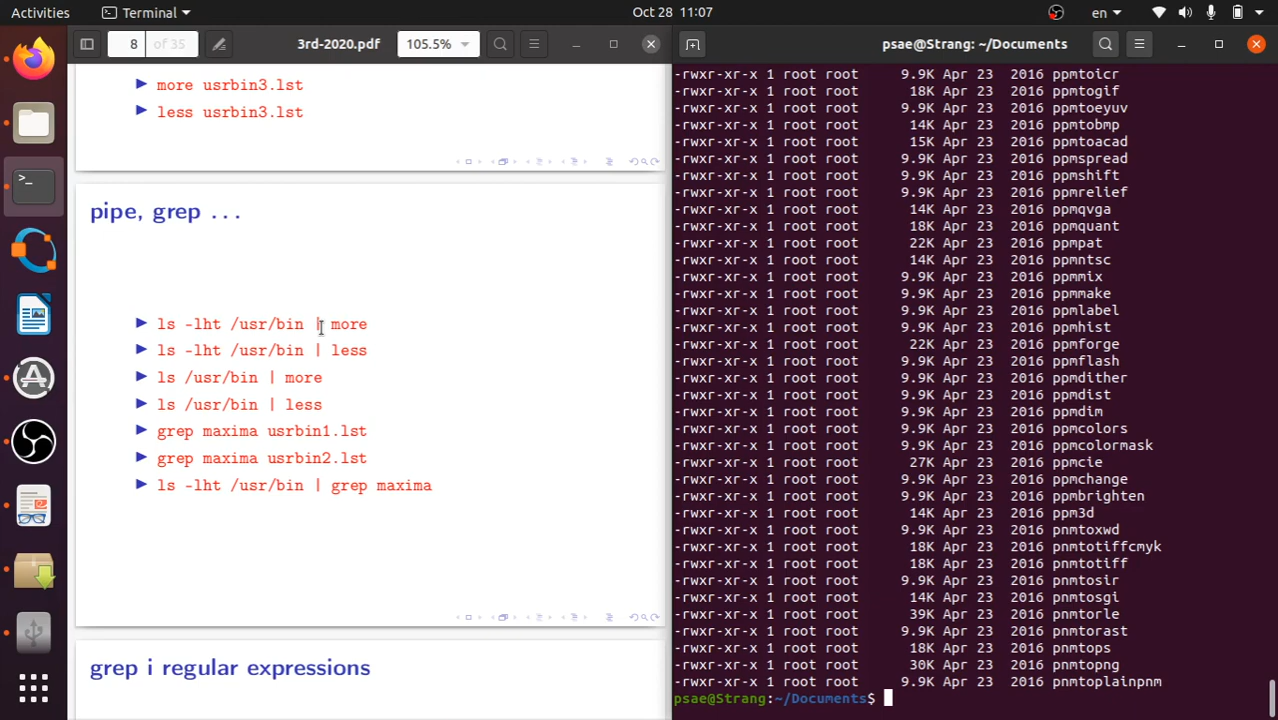 Activities
Terminal
Oct 28 11:07
en
8 of 35
3rd-2020.pdf
105.5%
more usrbin3.lst
less usrbin3.lst
pipe, grep ...
ls -lht /usr/bin | more
ls -lht /usr/bin | less
ls /usr/bin | more
ls /usr/bin | less
grep maxima usrbin1.lst
grep maxima usrbin2.lst
ls -lht /usr/bin | grep maxima
grep i regular expressions
psae@Strang: ~/Documents
-rwxr-xr-x 1 root root 9.9K Apr 23 2016 ppmtoicr
-rwxr-xr-x 1 root root 18K Apr 23 2016 ppmtogif
-rwxr-xr-x 1 root root 9.9K Apr 23 2016 ppmtoeyuv
-rwxr-xr-x 1 root root 14K Apr 23 2016 ppmtobmp
-rwxr-xr-x 1 root root 15K Apr 23 2016 ppmtoacad
-rwxr-xr-x 1 root root 9.9K Apr 23 2016 ppmspread
-rwxr-xr-x 1 root root 9.9K Apr 23 2016 ppmshift
-rwxr-xr-x 1 root root 9.9K Apr 23 2016 ppmrelief
-rwxr-xr-x 1 root root 14K Apr 23 2016 ppmqvga
-rwxr-xr-x 1 root root 18K Apr 23 2016 ppmquant
-rwxr-xr-x 1 root root 22K Apr 23 2016 ppmpat
-rwxr-xr-x 1 root root 14K Apr 23 2016 ppmntsc
-rwxr-xr-x 1 root root 9.9K Apr 23 2016 ppmmix
-rwxr-xr-x 1 root root 9.9K Apr 23 2016 ppmmake
-rwxr-xr-x 1 root root 9.9K Apr 23 2016 ppmlabel
-rwxr-xr-x 1 root root 9.9K Apr 23 2016 ppmhist
-rwxr-xr-x 1 root root 22K Apr 23 2016 ppmforge
-rwxr-xr-x 1 root root 9.9K Apr 23 2016 ppmflash
-rwxr-xr-x 1 root root 9.9K Apr 23 2016 ppmdither
-rwxr-xr-x 1 root root 9.9K Apr 23 2016 ppmdist
-rwxr-xr-x 1 root root 9.9K Apr 23 2016 ppmdim
-rwxr-xr-x 1 root root 9.9K Apr 23 2016 ppmcolors
-rwxr-xr-x 1 root root 9.9K Apr 23 2016 ppmcolormask
-rwxr-xr-x 1 root root 27K Apr 23 2016 ppmcie
-rwxr-xr-x 1 root root 9.9K Apr 23 2016 ppmchange
-rwxr-xr-x 1 root root 9.9K Apr 23 2016 ppmbrighten
-rwxr-xr-x 1 root root 14K Apr 23 2016 ppm3d
-rwxr-xr-x 1 root root 9.9K Apr 23 2016 pnmtoxwd
-rwxr-xr-x 1 root root 18K Apr 23 2016 pnmtotiffcmyk
-rwxr-xr-x 1 root root 18K Apr 23 2016 pnmtotiff
-rwxr-xr-x 1 root root 9.9K Apr 23 2016 pnmtosir
-rwxr-xr-x 1 root root 14K Apr 23 2016 pnmtosgi
-rwxr-xr-x 1 root root 39K Apr 23 2016 pnmtorle
-rwxr-xr-x 1 root root 9.9K Apr 23 2016 pnmtorast
-rwxr-xr-x 1 root root 18K Apr 23 2016 pnmtops
-rwxr-xr-x 1 root root 30K Apr 23 2016 pnmtopng
-rwxr-xr-x 1 root root 9.9K Apr 23 2016 pnmtoplainpnm
psae@Strang:~/Documents$